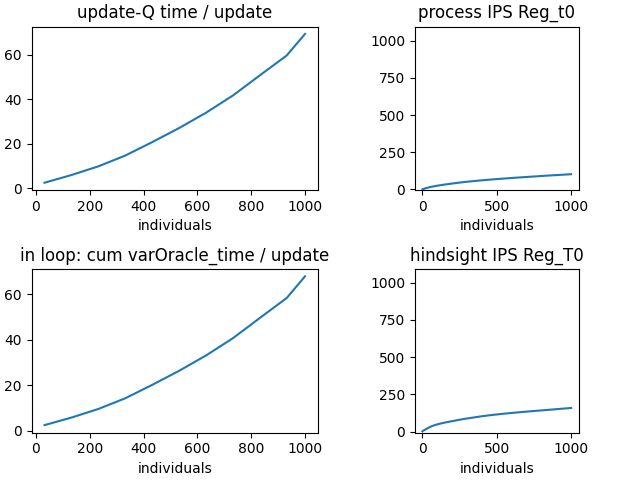 update-Q time / update
60
40
20
0
0 200 400 600 800 1000
individuals
process IPS Reg_t0
1000
750
500
250
0
0 500 1000
individuals
in loop: cum varOracle_time / update
60
40
20
0
0 200 400 600 800 1000
individuals
hindsight IPS Reg_T0
1000
750
500
250
0
0 500 1000
individuals